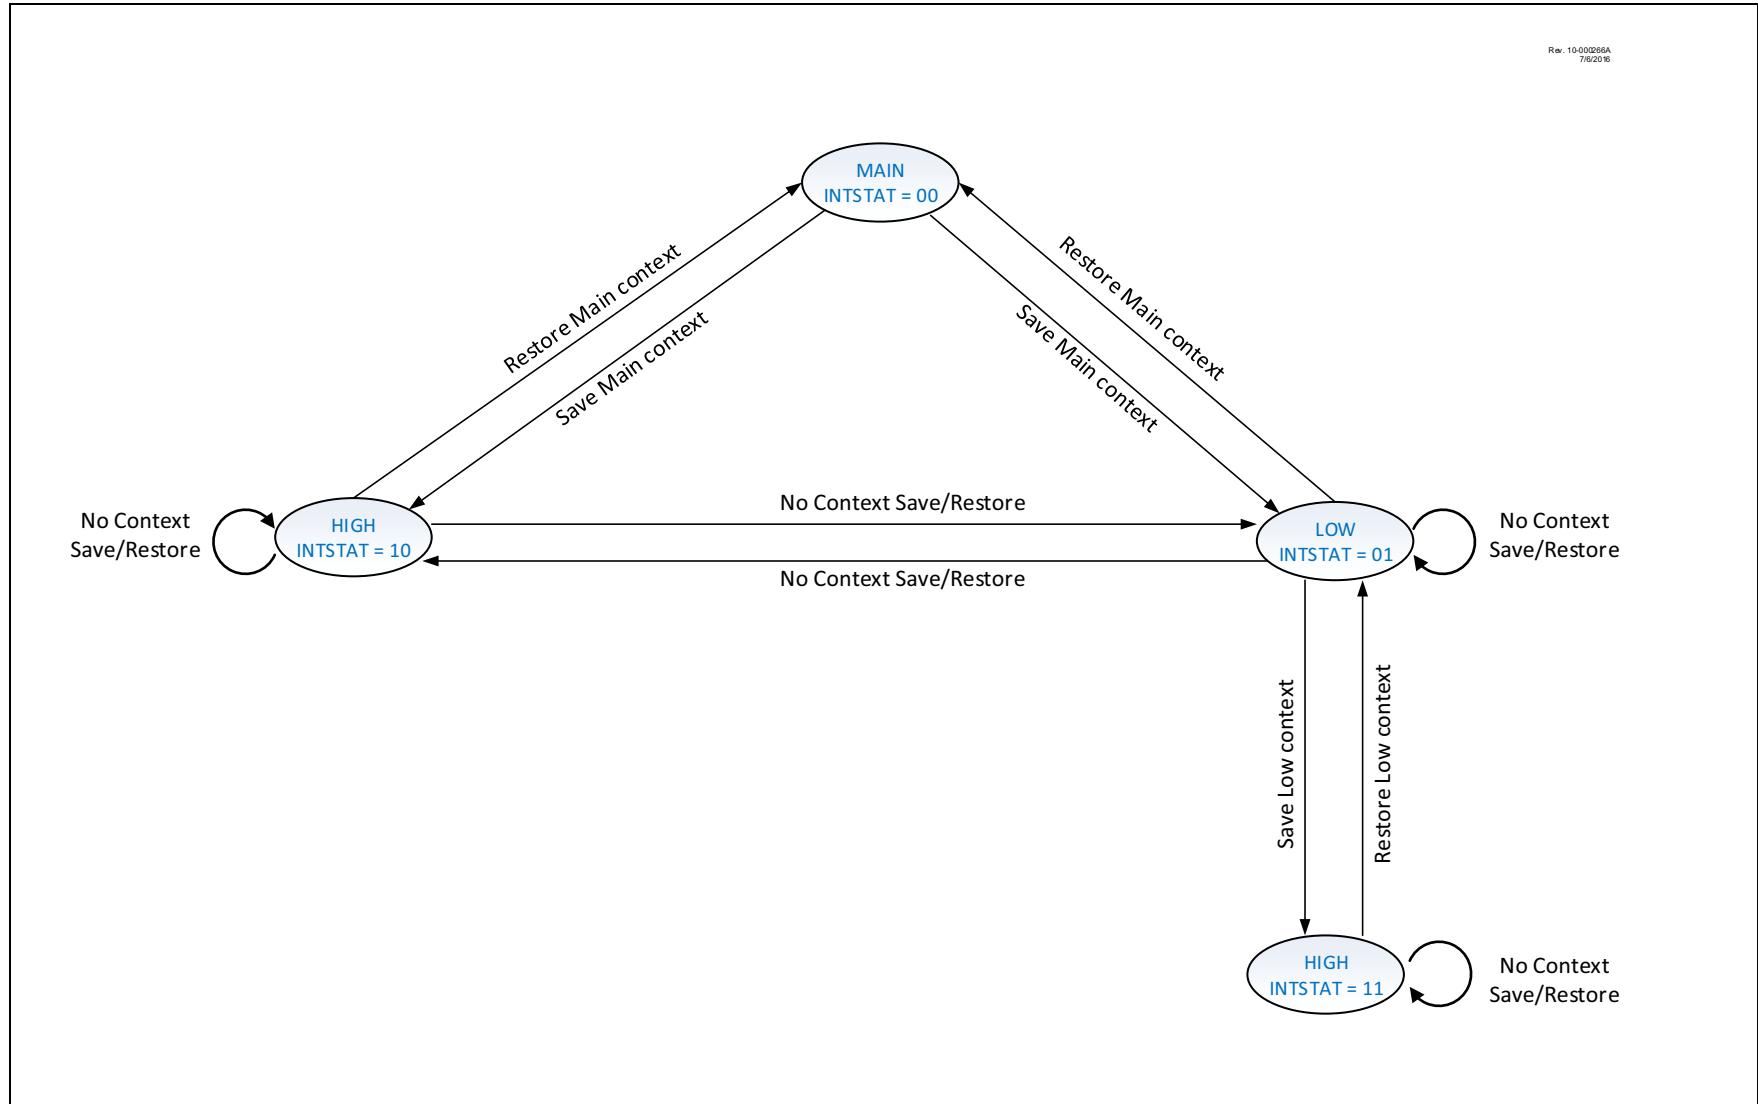 Rev. 10-000266A
7/6/2016
MAIN
INTSTAT = 00
Restore Main context
Save Main context
Save Main context
Restore Main context
No Context
Save/Restore
HIGH
INTSTAT = 10
No Context Save/Restore
No Context Save/Restore
LOW
INTSTAT = 01
No Context
Save/Restore
Save Low context
Restore Low context
HIGH
INTSTAT = 11
No Context
Save/Restore